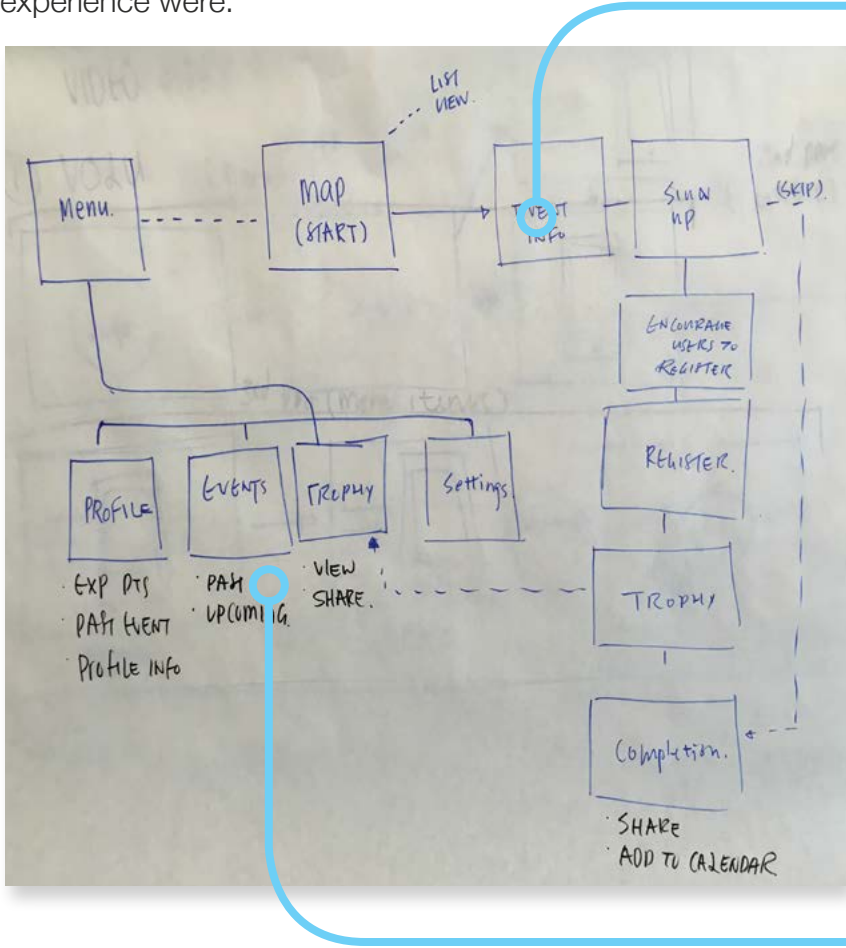 experience were.
LIST
VIEW.
Menu.
MAP
(START)
EVENT
INFO
SIGN
UP
(SKIP).
ENCOURAGE
USERS TO
REGISTER
REGISTER.
PROFILE
EVENTS
TROPHY
Settings
· EXP PTS
· PAST EVENT
· Profile INFO
· PAST
· UPCOMING.
· VIEW
· SHARE.
TROPHY
Completion.
· SHARE
· ADD TO CALENDAR